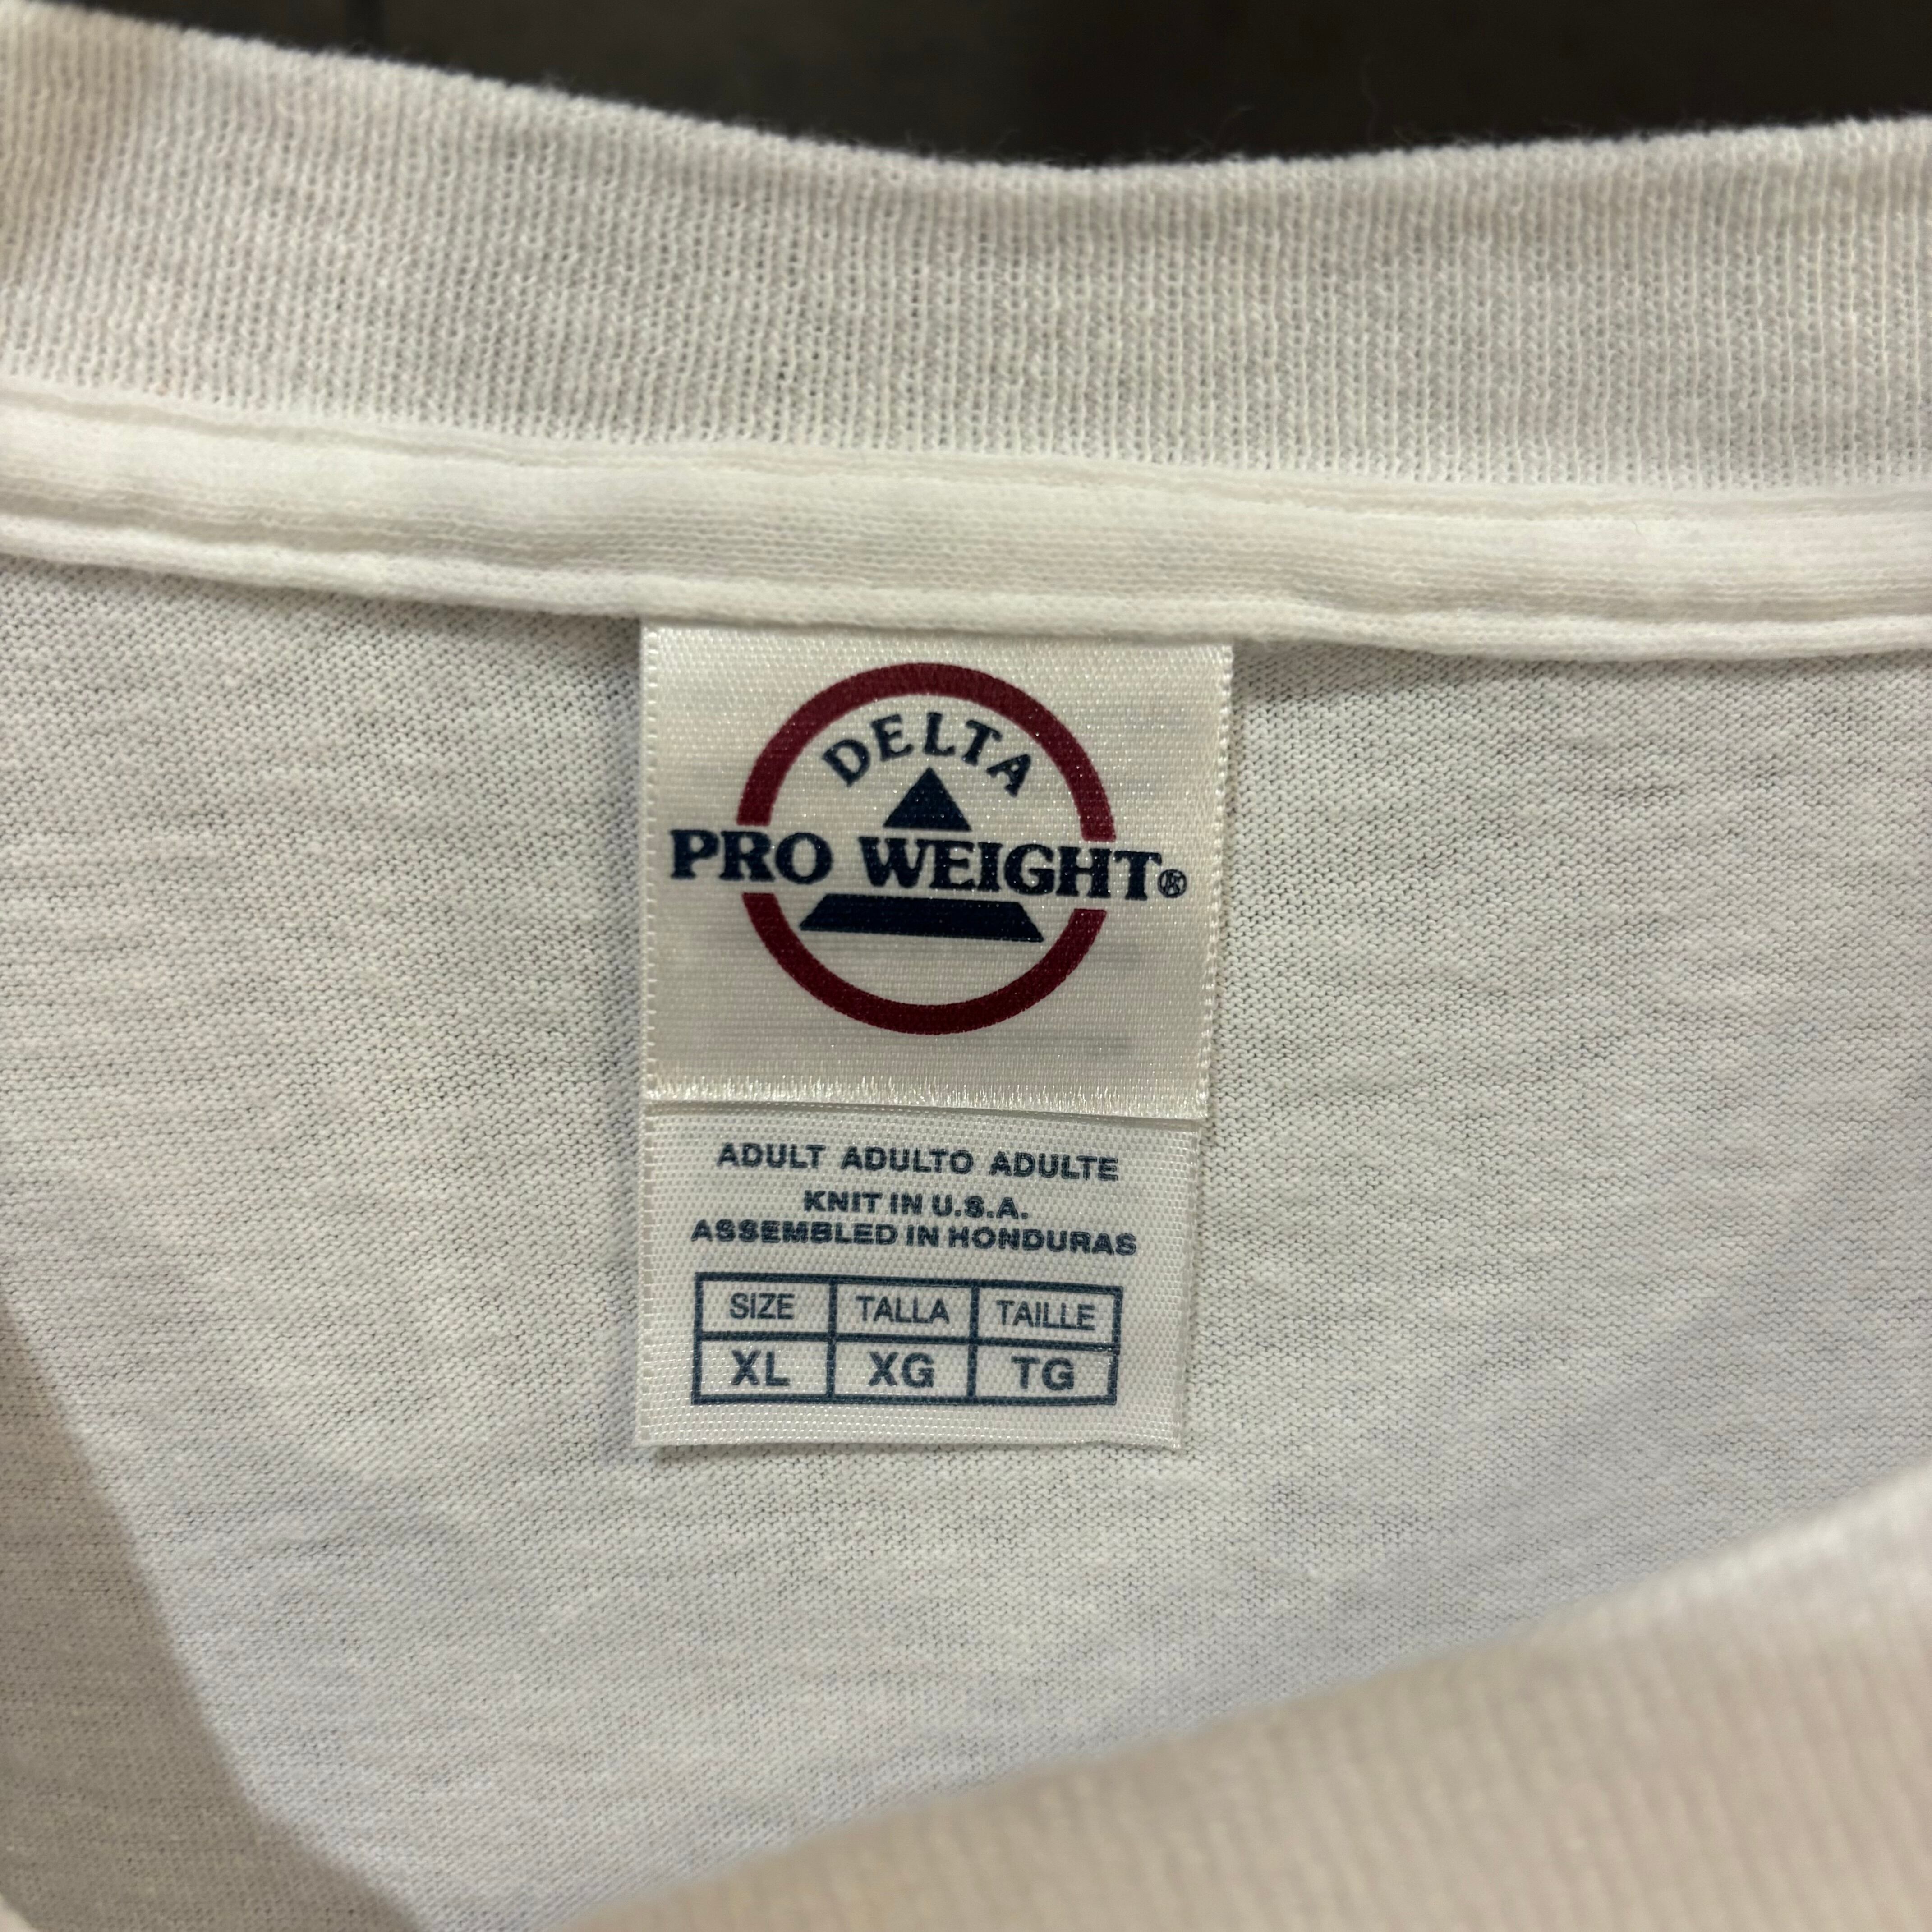 DELTA
PRO WEIGHT®
ADULT ADULTO ADULTE
KNIT IN U.S.A.
ASSEMBLED IN HONDURAS
SIZE TALLA TAILLE
XL XG TG